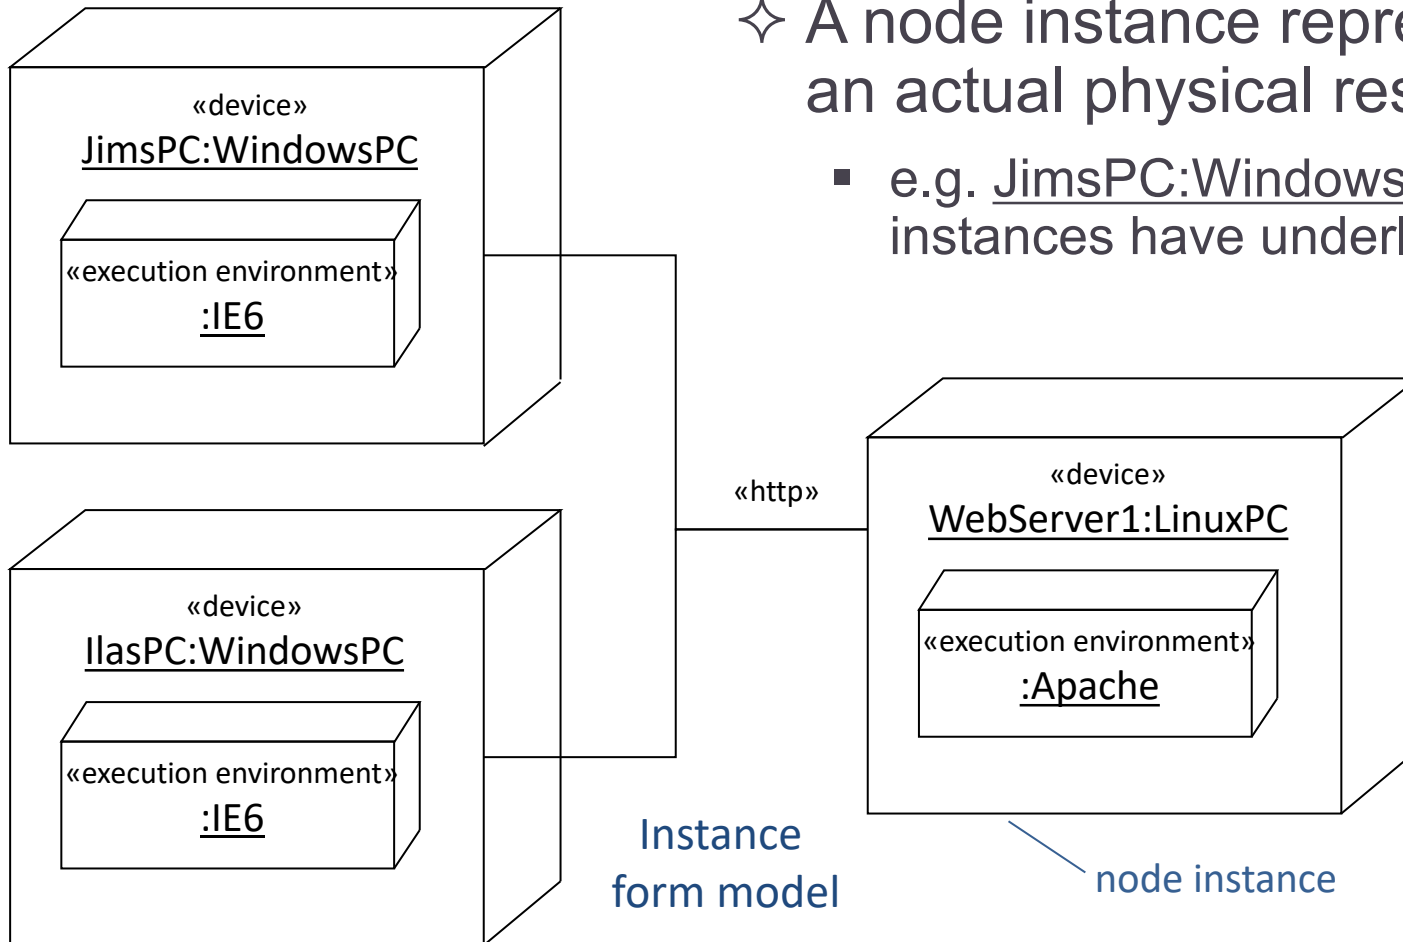 ✧ A node instance repre
an actual physical res
▪ e.g. JimsPC:Windows
instances have underl
«device»
JimsPC:WindowsPC
«execution environment»
:IE6
«http»
«device»
WebServer1:LinuxPC
«execution environment»
:Apache
«device»
IlasPC:WindowsPC
«execution environment»
:IE6
Instance
form model
node instance